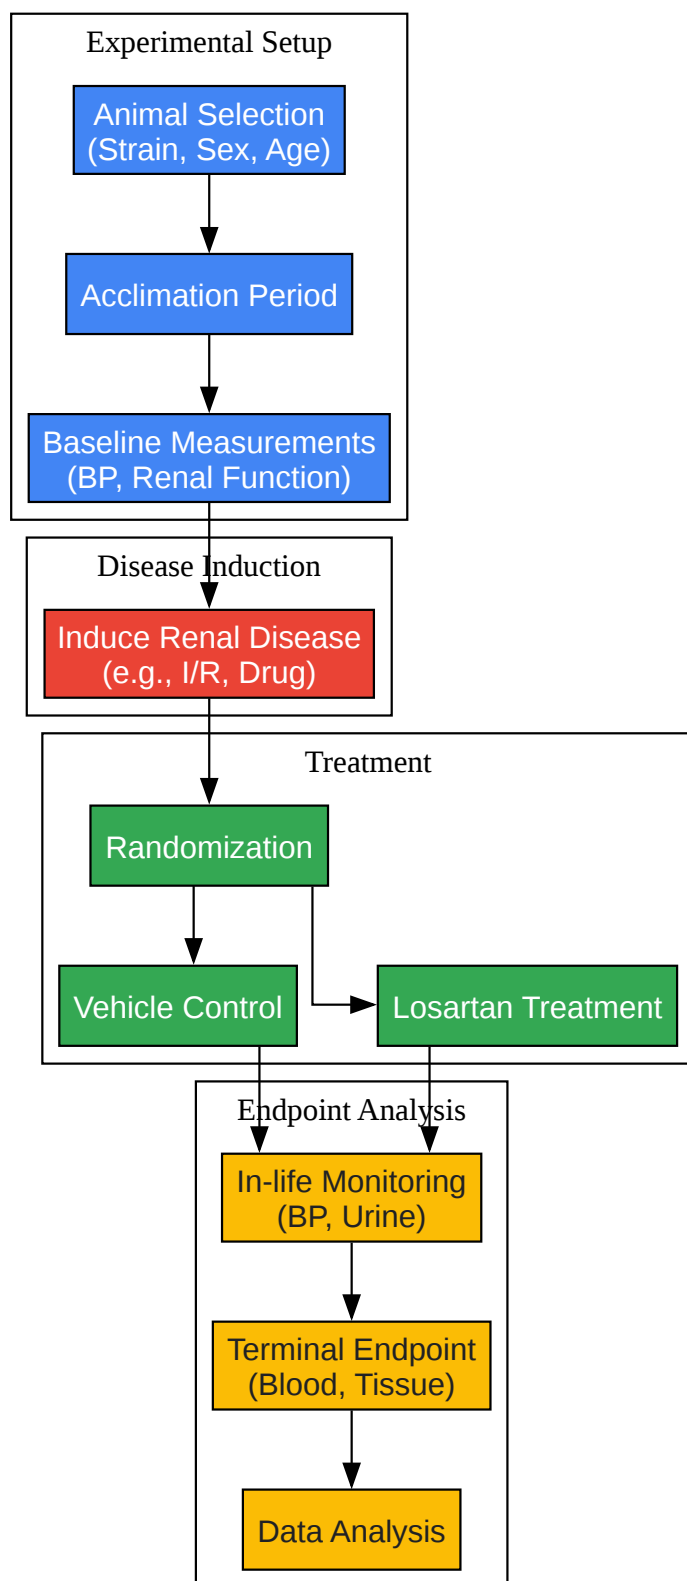 Experimental Setup
Animal Selection
(Strain, Sex, Age)
Acclimation Period
Baseline Measurements
(BP, Renal Function)
Disease Induction
Induce Renal Disease
(e.g., I/R, Drug)
Treatment
Randomization
Vehicle Control
Losartan Treatment
Endpoint Analysis
In-life Monitoring
(BP, Urine)
Terminal Endpoint
(Blood, Tissue)
Data Analysis